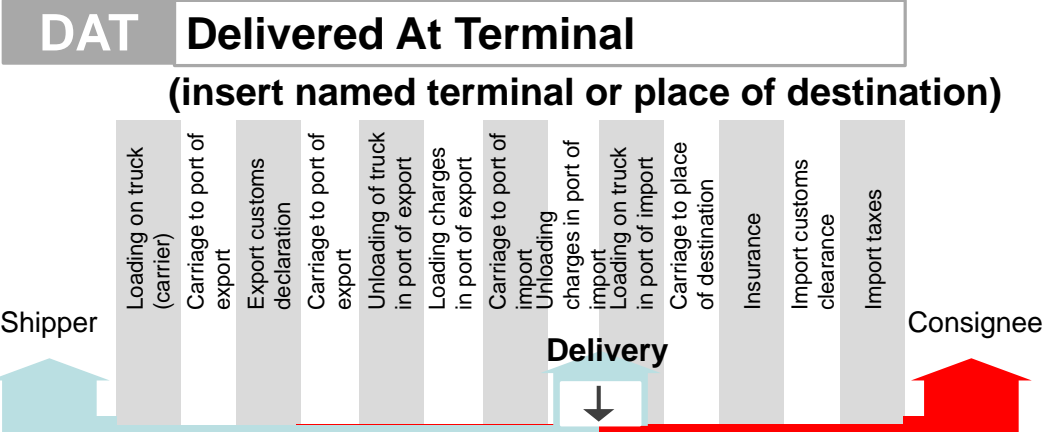 DAT
Delivered At Terminal
(insert named terminal or place of destination)
Loading on truck
(carrier)
Carriage to port of
export
Export customs
declaration
Carriage to port of
export
Unloading of truck
in port of export
Loading charges
in port of export
Carriage to port of
import
Unloading
charges in port of
import
Loading on truck
in port of import
Carriage to place
of destination
Insurance
Import customs
clearance
Import taxes
Shipper
Consignee
Delivery